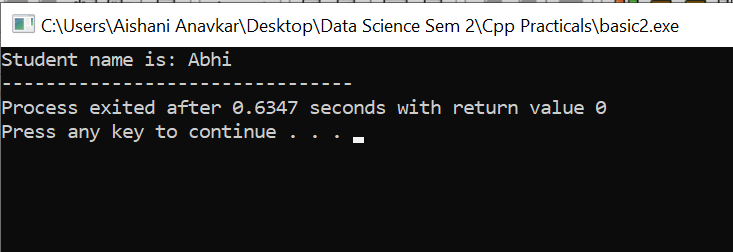 C:\Users\Aishani Anavkar\Desktop\Data Science Sem 2\Cpp Practicals\basic2.exe
Student name is: Abhi
--------------------------------
Process exited after 0.6347 seconds with return value 0
Press any key to continue . . .